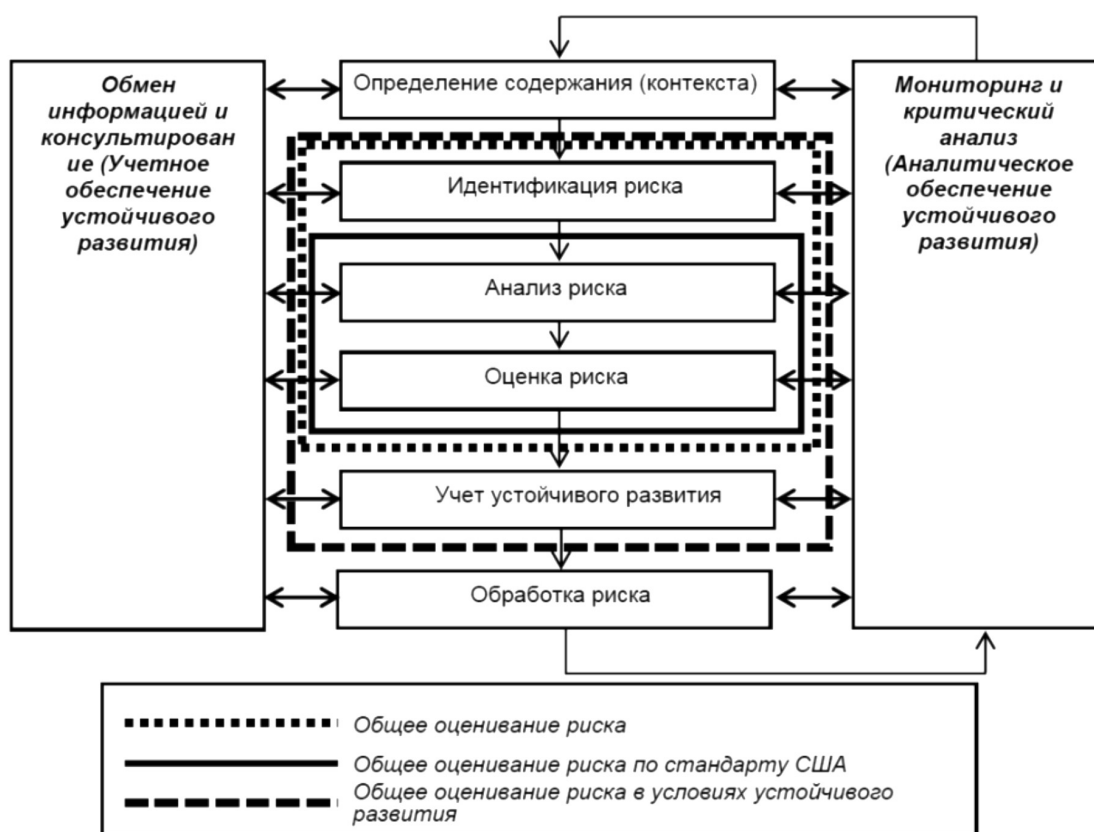 Обмен
информацией и
консультирован
ие (Учетное
обеспечение
устойчивого
развития)
Определение содержания (контекста)
Идентификация риска
Анализ риска
Оценка риска
Учет устойчивого развития
Обработка риска
Мониторинг и
критический
анализ
(Аналитическое
обеспечение
устойчивого
развития)
Общее оценивание риска
Общее оценивание риска по стандарту США
Общее оценивание риска в условиях устойчивого
развития